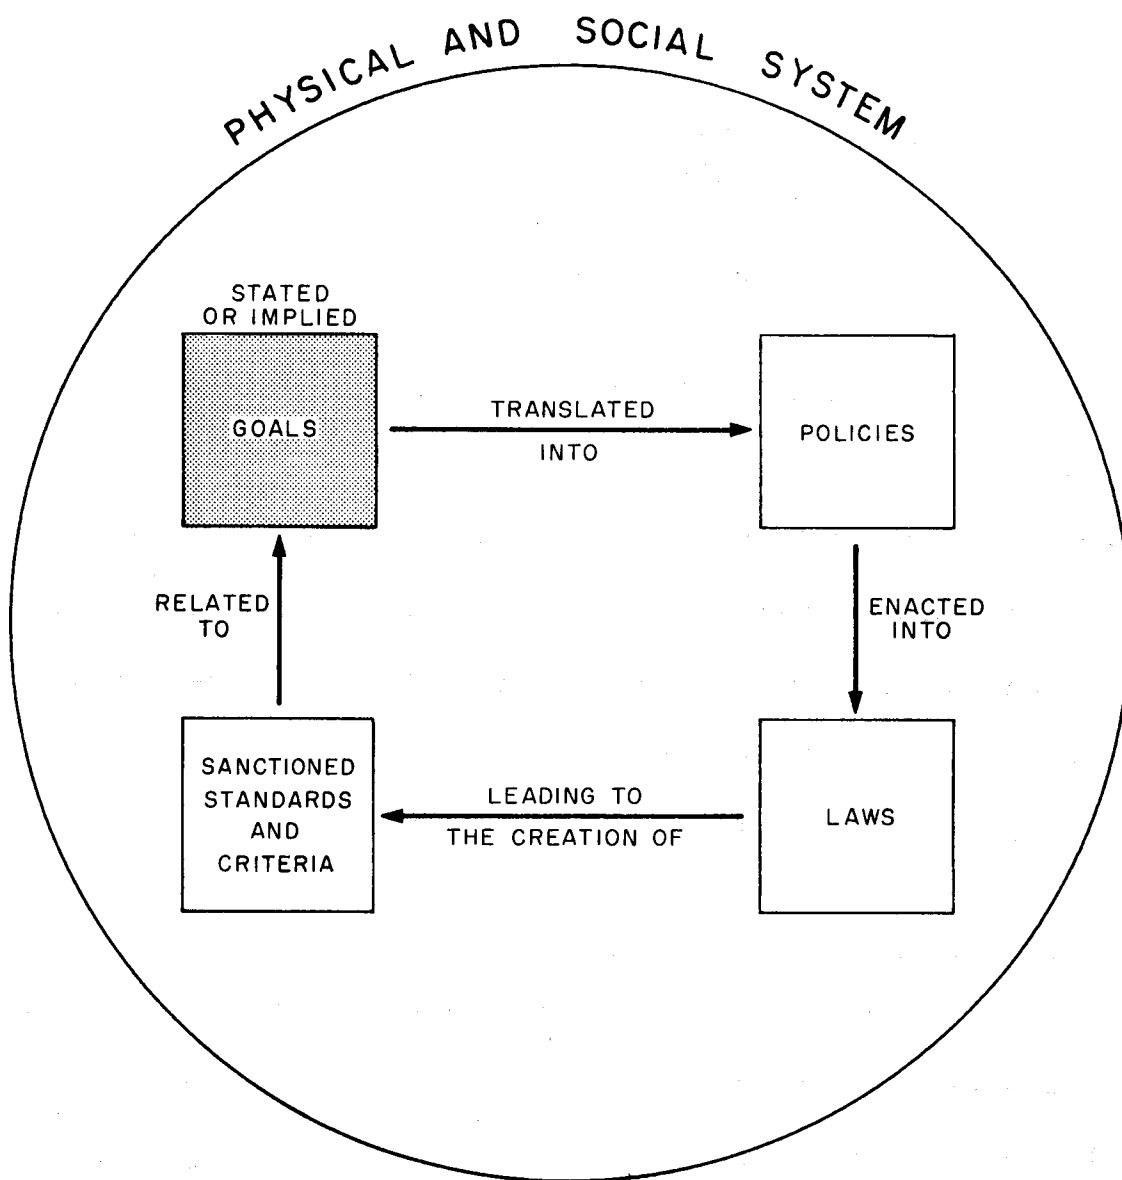 PHYSICAL AND SOCIAL SYSTEM
STATED
OR IMPLIED
GOALS
TRANSLATED
INTO
POLICIES
RELATED
TO
ENACTED
INTO
SANCTIONED
STANDARDS
AND
CRITERIA
LEADING TO
THE CREATION OF
LAWS